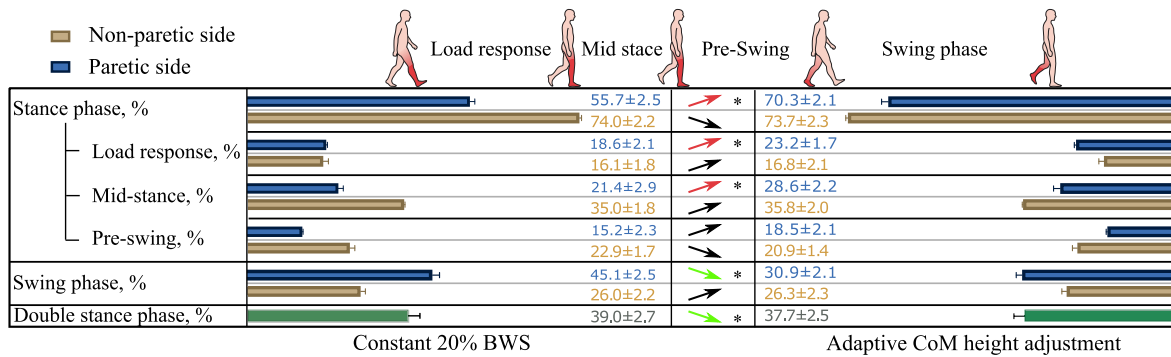 Non-paretic side
Paretic side
Load response Mid stace Pre-Swing Swing phase
Stance phase, % 55.7±2.5 * 70.3±2.1
74.0±2.2 73.7±2.3
Load response, % 18.6±2.1 * 23.2±1.7
16.1±1.8 16.8±2.1
Mid-stance, % 21.4±2.9 * 28.6±2.2
35.0±1.8 35.8±2.0
Pre-swing, % 15.2±2.3 18.5±2.1
22.9±1.7 20.9±1.4
Swing phase, % 45.1±2.5 * 30.9±2.1
26.0±2.2 26.3±2.3
Double stance phase, % 39.0±2.7 * 37.7±2.5
Constant 20% BWS Adaptive CoM height adjustment